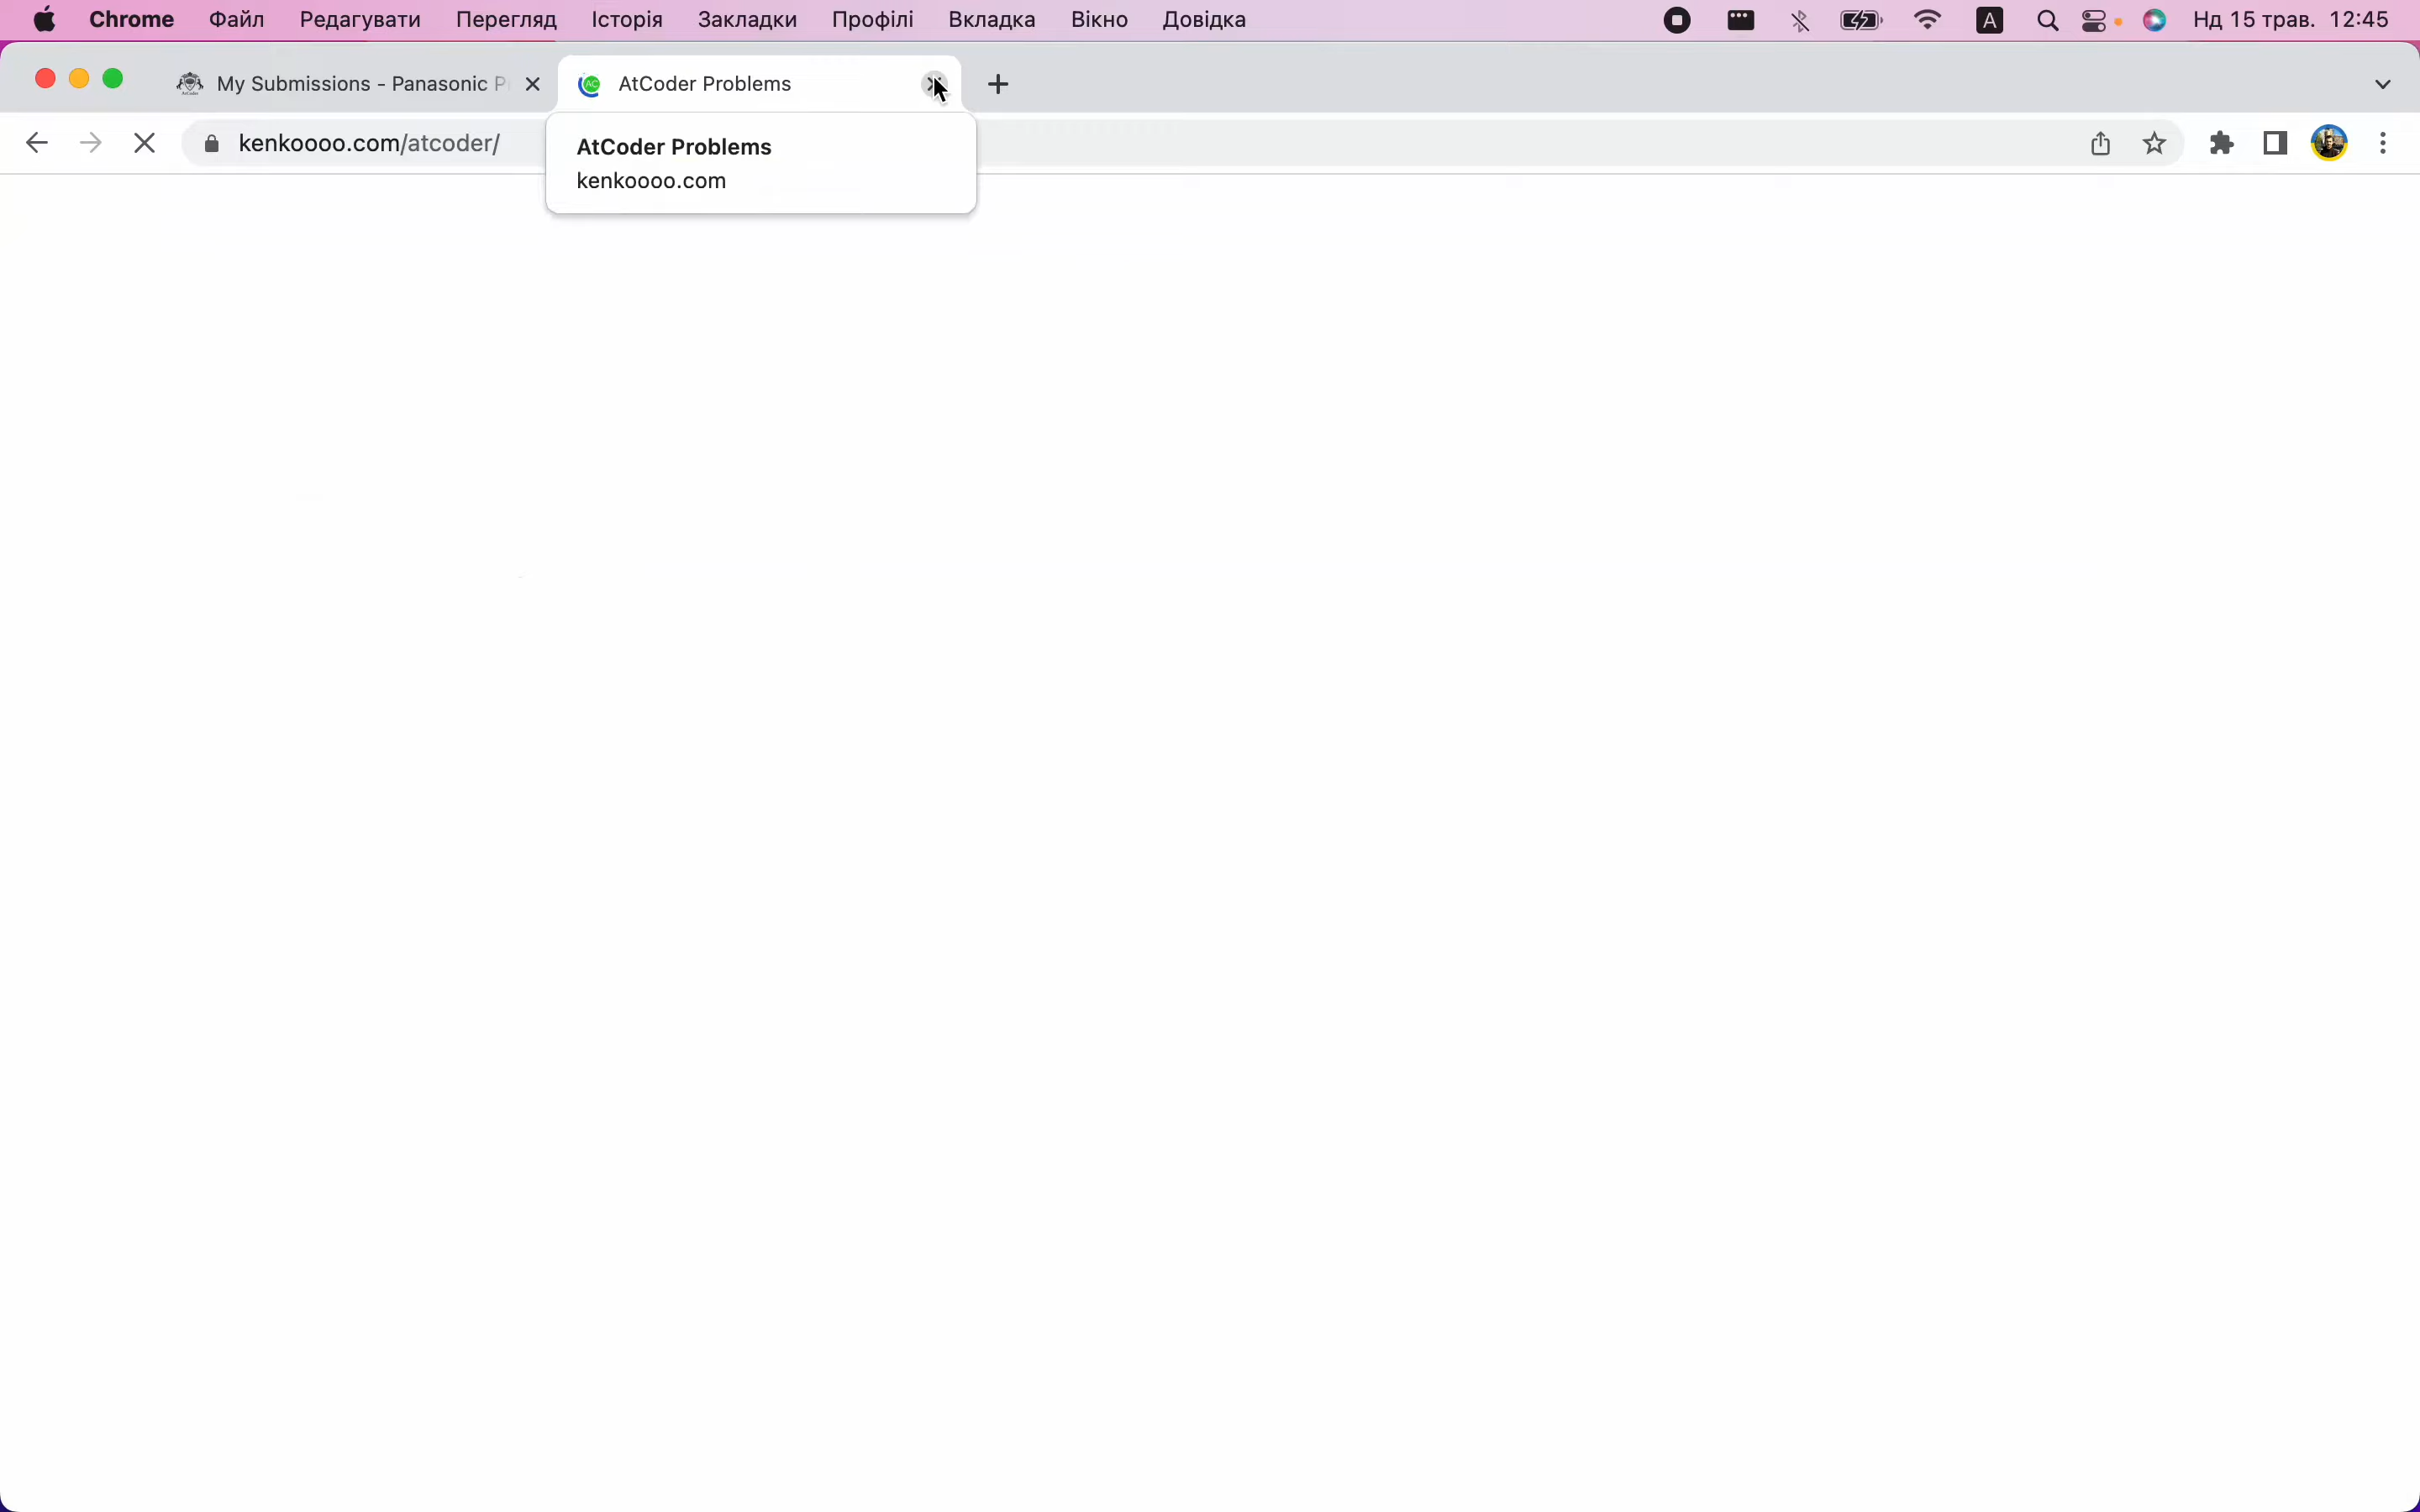 Chrome Файл Редагувати Перегляд Історія Закладки Профілі Вкладка Вікно Довідка A Нд 15 трав. 12:45
My Submissions - Panasonic AtCoder Problems
kenkoooo.com/atcoder/
AtCoder Problems
kenkoooo.com